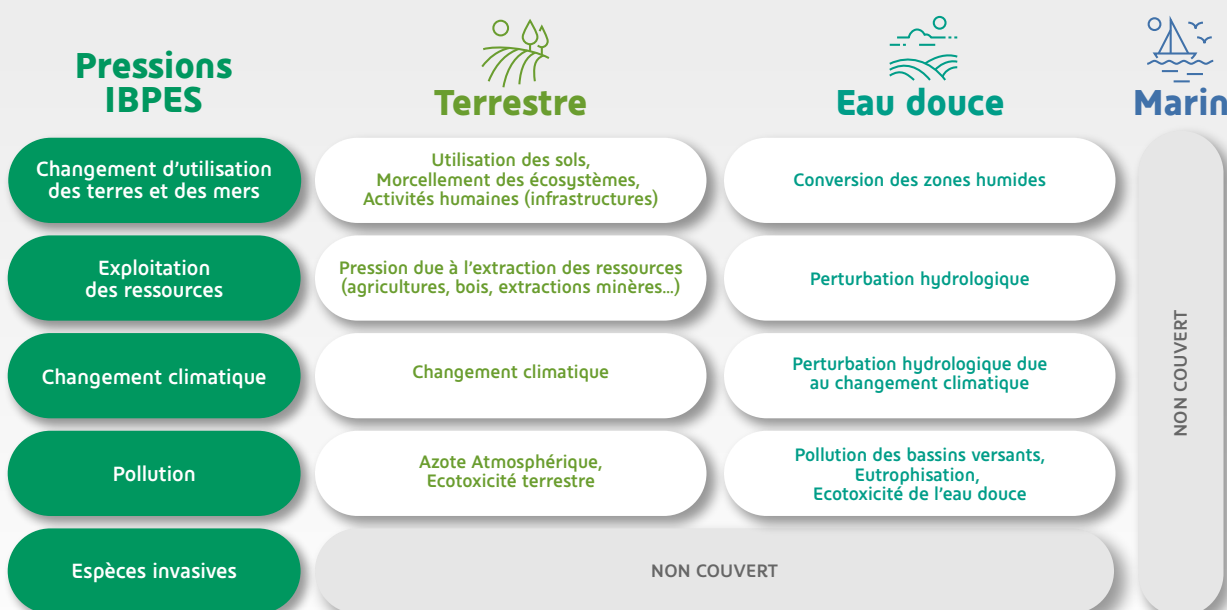 Pressions
IBPES
Terrestre
Eau douce
Marin
Changement d'utilisation
des terres et des mers
Utilisation des sols,
Morcellement des écosystèmes,
Activités humaines (infrastructures)
Conversion des zones humides
Exploitation
des ressources
Pression due à l'extraction des ressources
(agricultures, bois, extractions minères...)
Perturbation hydrologique
Changement climatique
Changement climatique
Perturbation hydrologique due
au changement climatique
Pollution
Azote Atmosphérique,
Ecotoxicité terrestre
Pollution des bassins versants,
Eutrophisation,
Ecotoxicité de l'eau douce
Espèces invasives
NON COUVERT
NON COUVERT